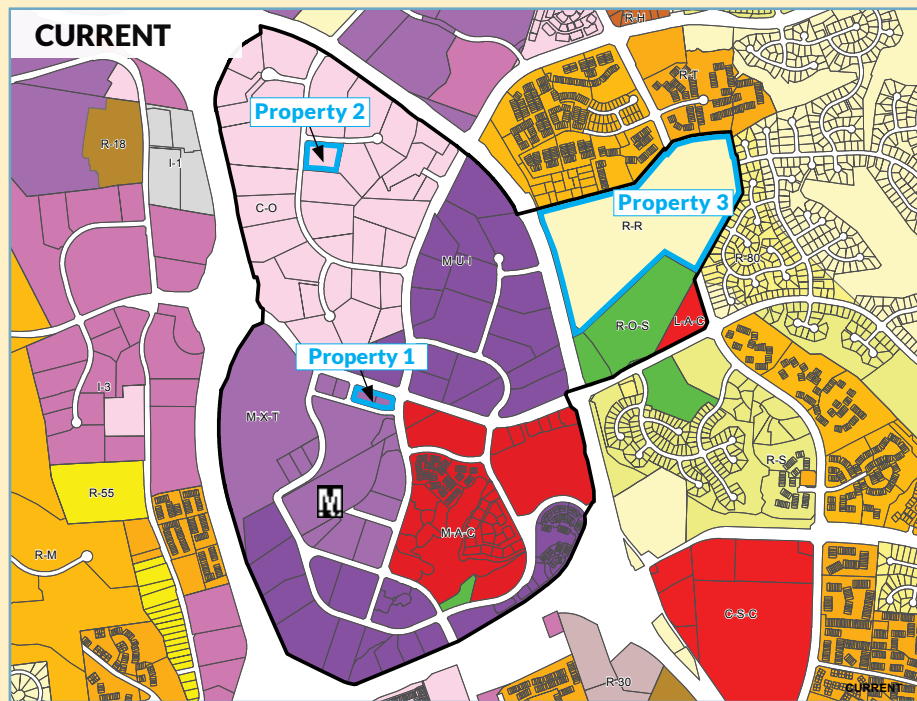 CURRENT
R-H
R-T
Property 2
R-18
I-1
C-O
Property 3
R-R
M-U-I
R-80
R-O-S
L-A-C
Property 1
I-3
M-X-T
R-S
R-55
M
M-A-C
R-M
C-S-C
R-30
CURRENT